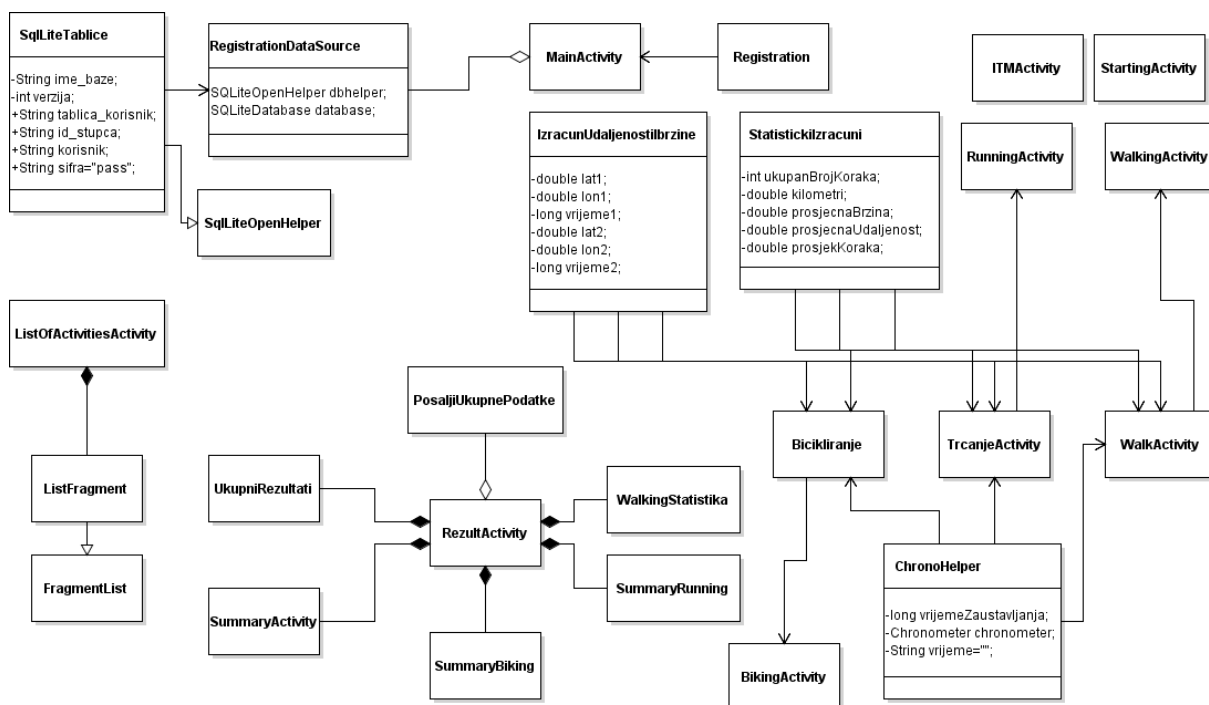 SqlLiteTablice
-String ime_baze;
-int verzija;
+String tablica_korisnik;
+String id_stupca;
+String korisnik;
+String sifra="pass";
RegistrationDataSource
SQLiteOpenHelper dbhelper;
SQLiteDatabase database;
MainActivity
Registration
ITMActivity
StartingActivity
SqlLiteOpenHelper
IzracunUdaljenostiIbrzine
-double lat1;
-double lon1;
-long vrijeme1;
-double lat2;
-double lon2;
-long vrijeme2;
StatistickiIzracuni
-int ukupanBrojKoraka;
-double kilometri;
-double prosjecnaBrzina;
-double prosjecnaUdaljenost;
-double prosjekKoraka;
RunningActivity
WalkingActivity
ListOfActivitiesActivity
PosaljiUkupnePodatke
Bicikliranje
TrcanjeActivity
WalkActivity
ListFragment
UkupniRezultati
WalkingStatistika
RezultActivity
FragmentList
SummaryActivity
SummaryRunning
SummaryBiking
ChronoHelper
-long vrijemeZaustavljanja;
-Chronometer chronometer;
-String vrijeme="";
BikingActivity